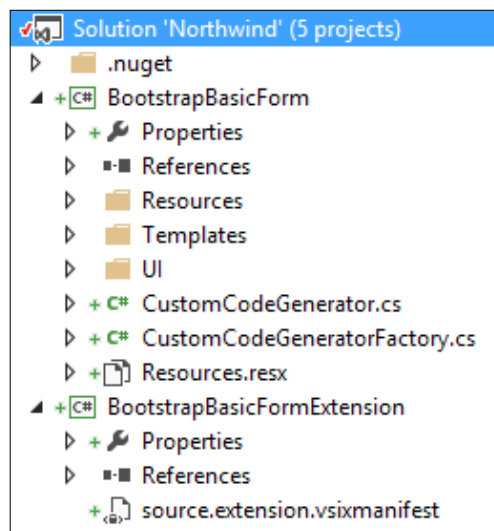 Solution 'Northwind' (5 projects)
.nuget
C# BootstrapBasicForm
Properties
References
Resources
Templates
UI
C# CustomCodeGenerator.cs
C# CustomCodeGeneratorFactory.cs
Resources.resx
C# BootstrapBasicFormExtension
Properties
References
source.extension.vsixmanifest